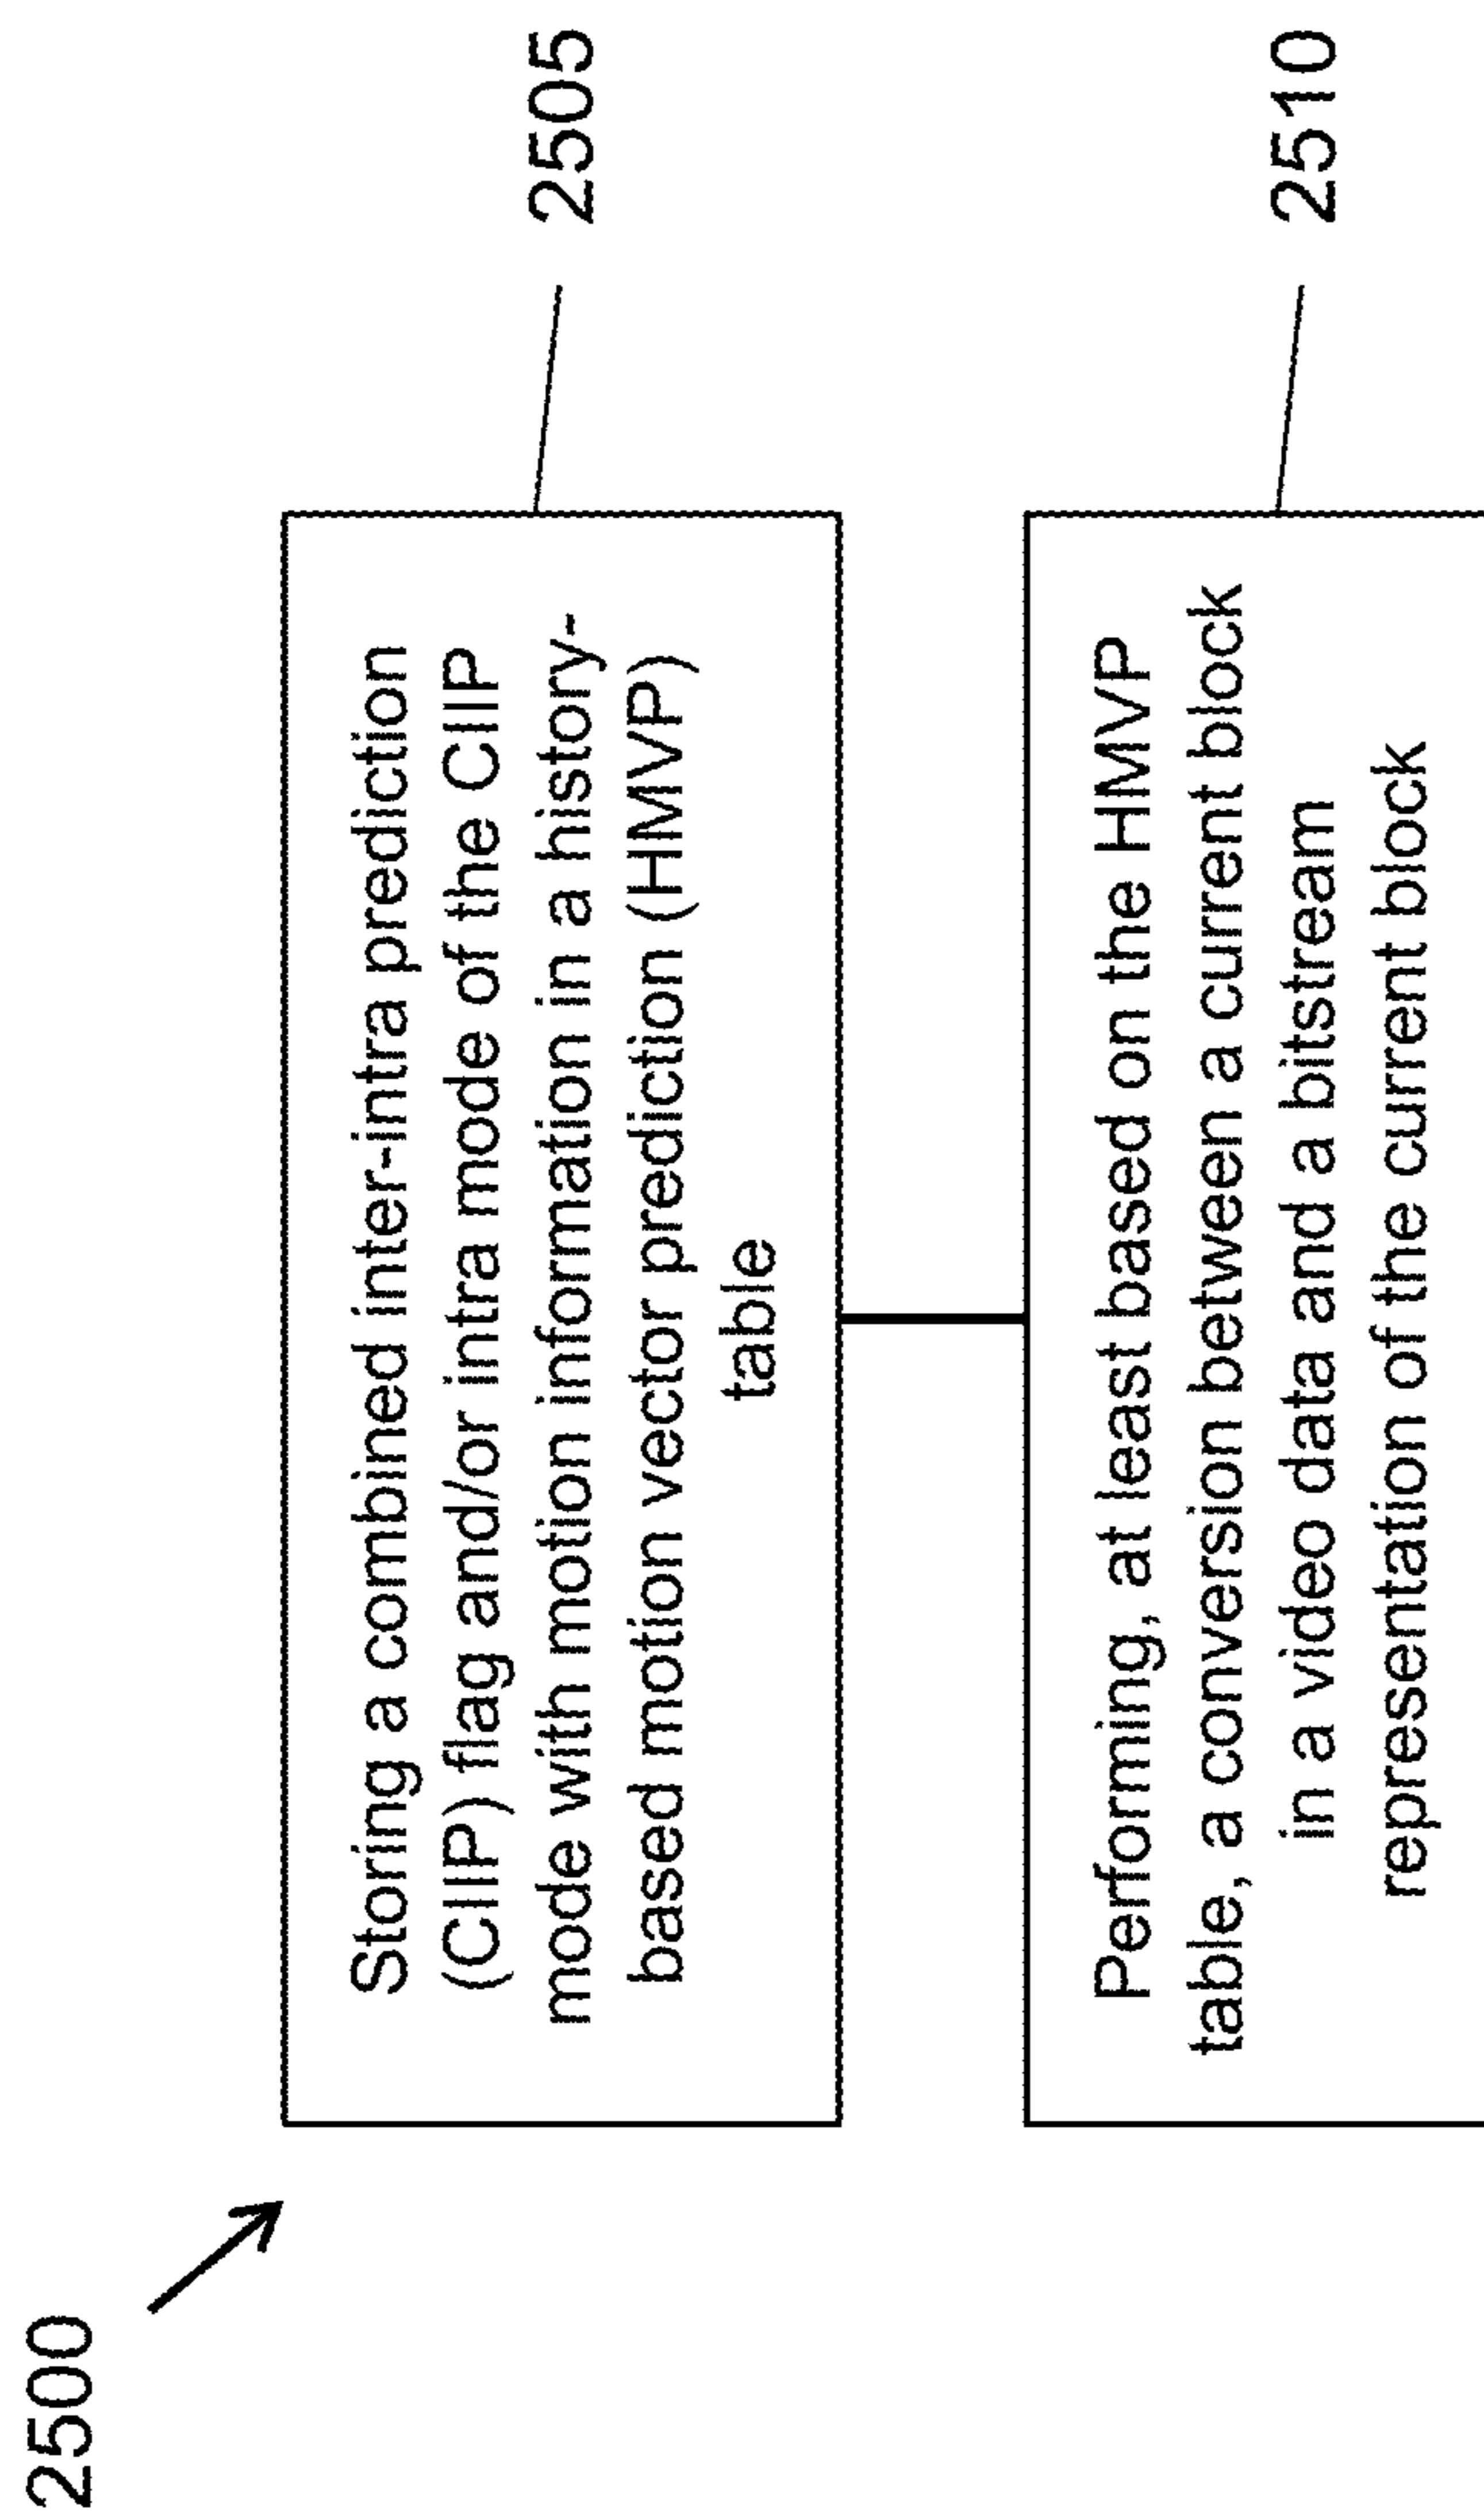 2500
Storing a combined inter-intra prediction
(CIIP) flag and/or intra mode of the CIIP
mode with motion information in a history-
based motion vector prediction (HMVP)
table
2505
Performing, at least based on the HMVP
table, a conversion between a current block
in a video data and a bitstream
representation of the current block
2510